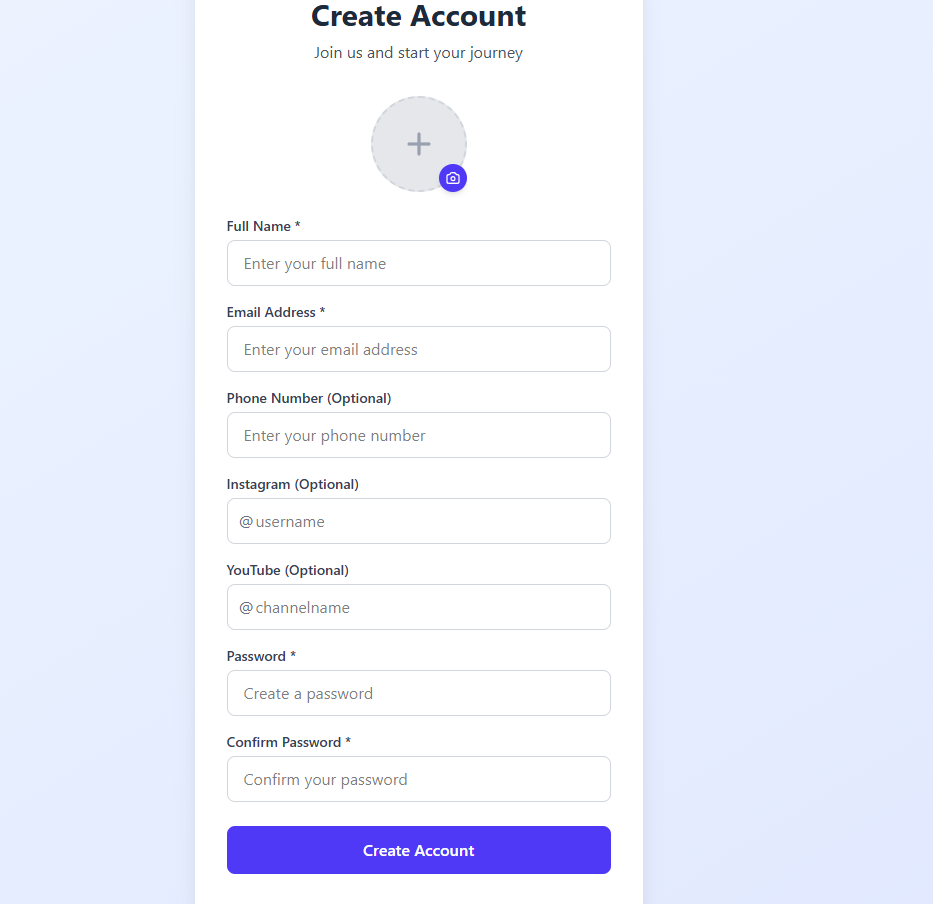 Create Account
Join us and start your journey
Full Name *
Enter your full name
Email Address *
Enter your email address
Phone Number (Optional)
Enter your phone number
Instagram (Optional)
@username
YouTube (Optional)
@channelname
Password *
Create a password
Confirm Password *
Confirm your password
Create Account